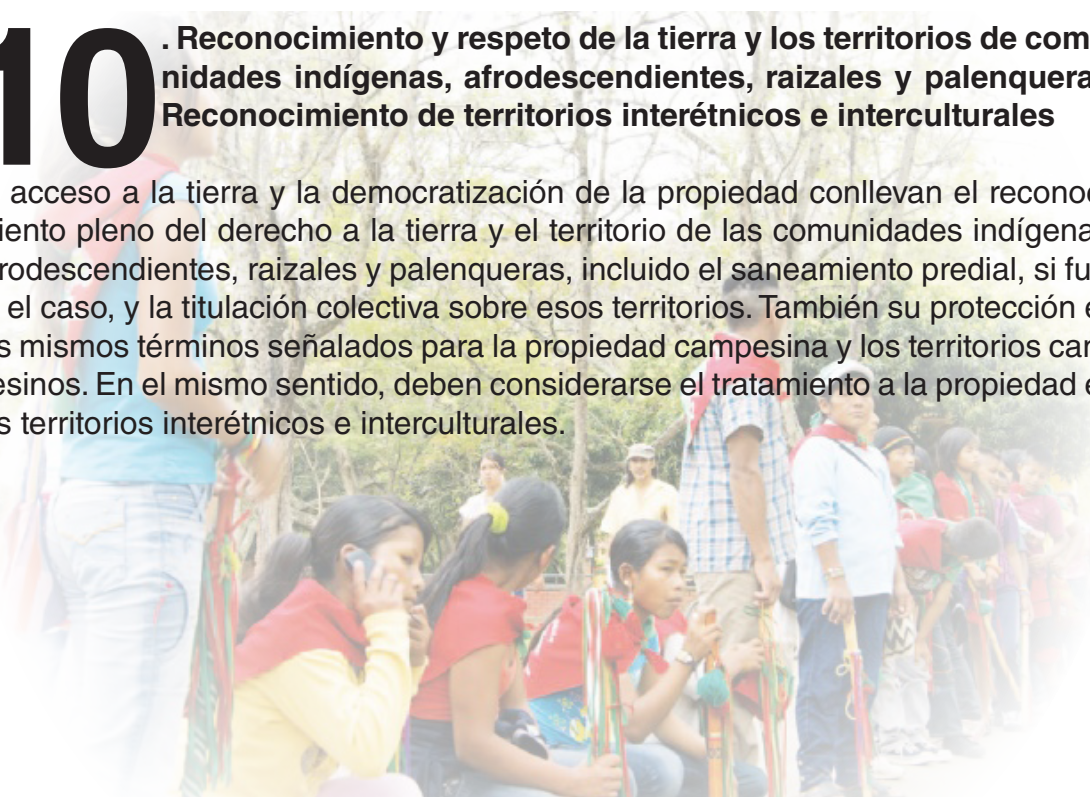 10. Reconocimiento y respeto de la tierra y los territorios de com
nidades indígenas, afrodescendientes, raizales y palenquera
Reconocimiento de territorios interétnicos e interculturales
acceso a la tierra y la democratización de la propiedad conllevan el reconoc
iento pleno del derecho a la tierra y el territorio de las comunidades indígena
rodescendientes, raizales y palenqueras, incluido el saneamiento predial, si fu
el caso, y la titulación colectiva sobre esos territorios. También su protección e
s mismos términos señalados para la propiedad campesina y los territorios cam
esinos. En el mismo sentido, deben considerarse el tratamiento a la propiedad e
s territorios interétnicos e interculturales.